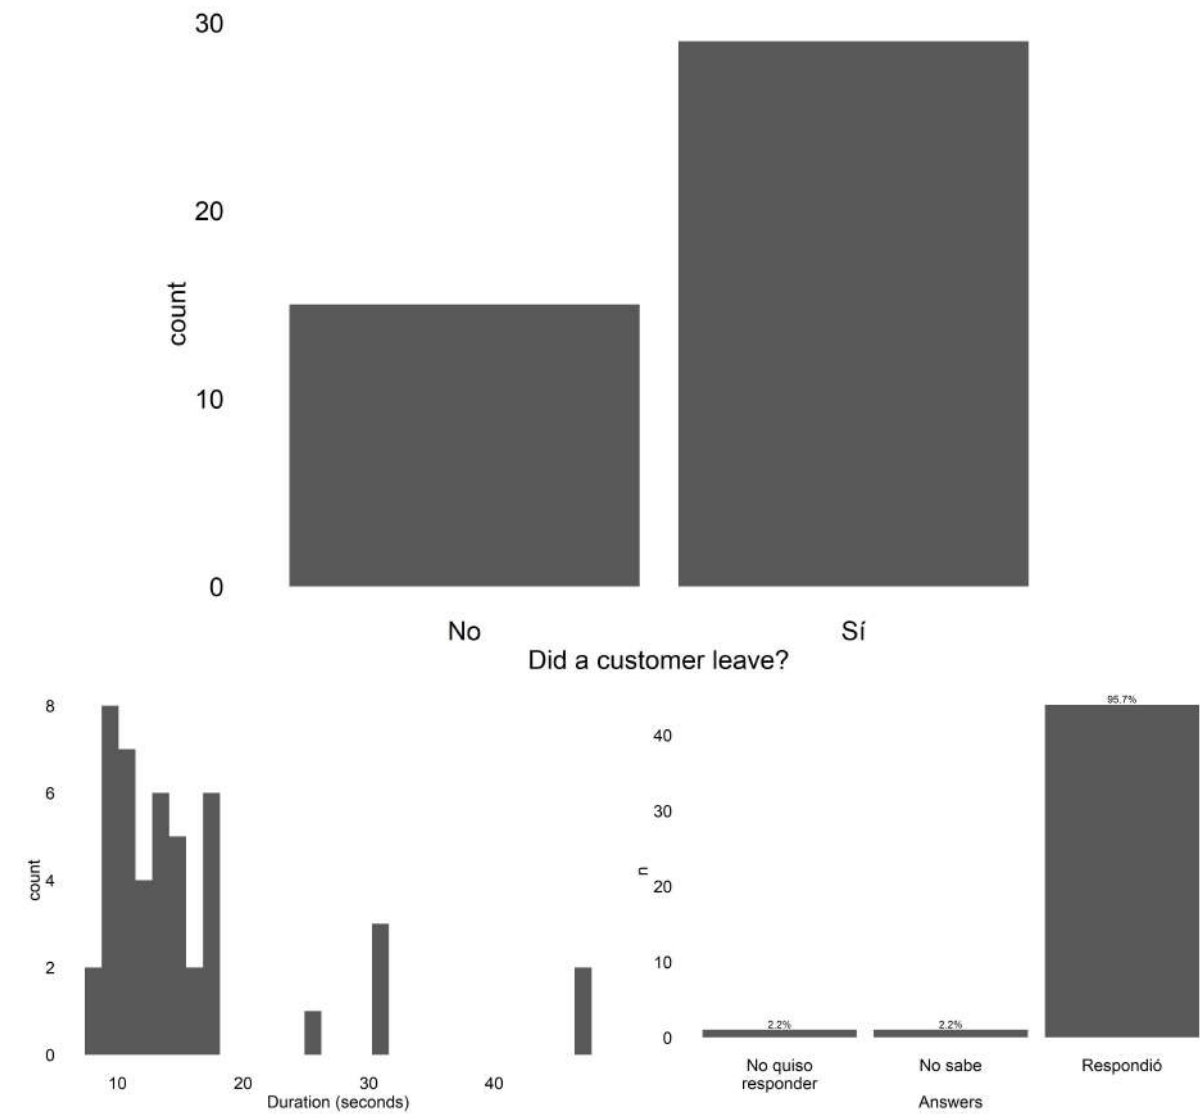 30
20
10
0
count
No
Sí
Did a customer leave?
8
6
4
2
0
count
10
20
30
40
Duration (seconds)
95.7%
40
30
20
10
0
n
2.2%
2.2%
No quiso
responder
No sabe
Respondió
Answers